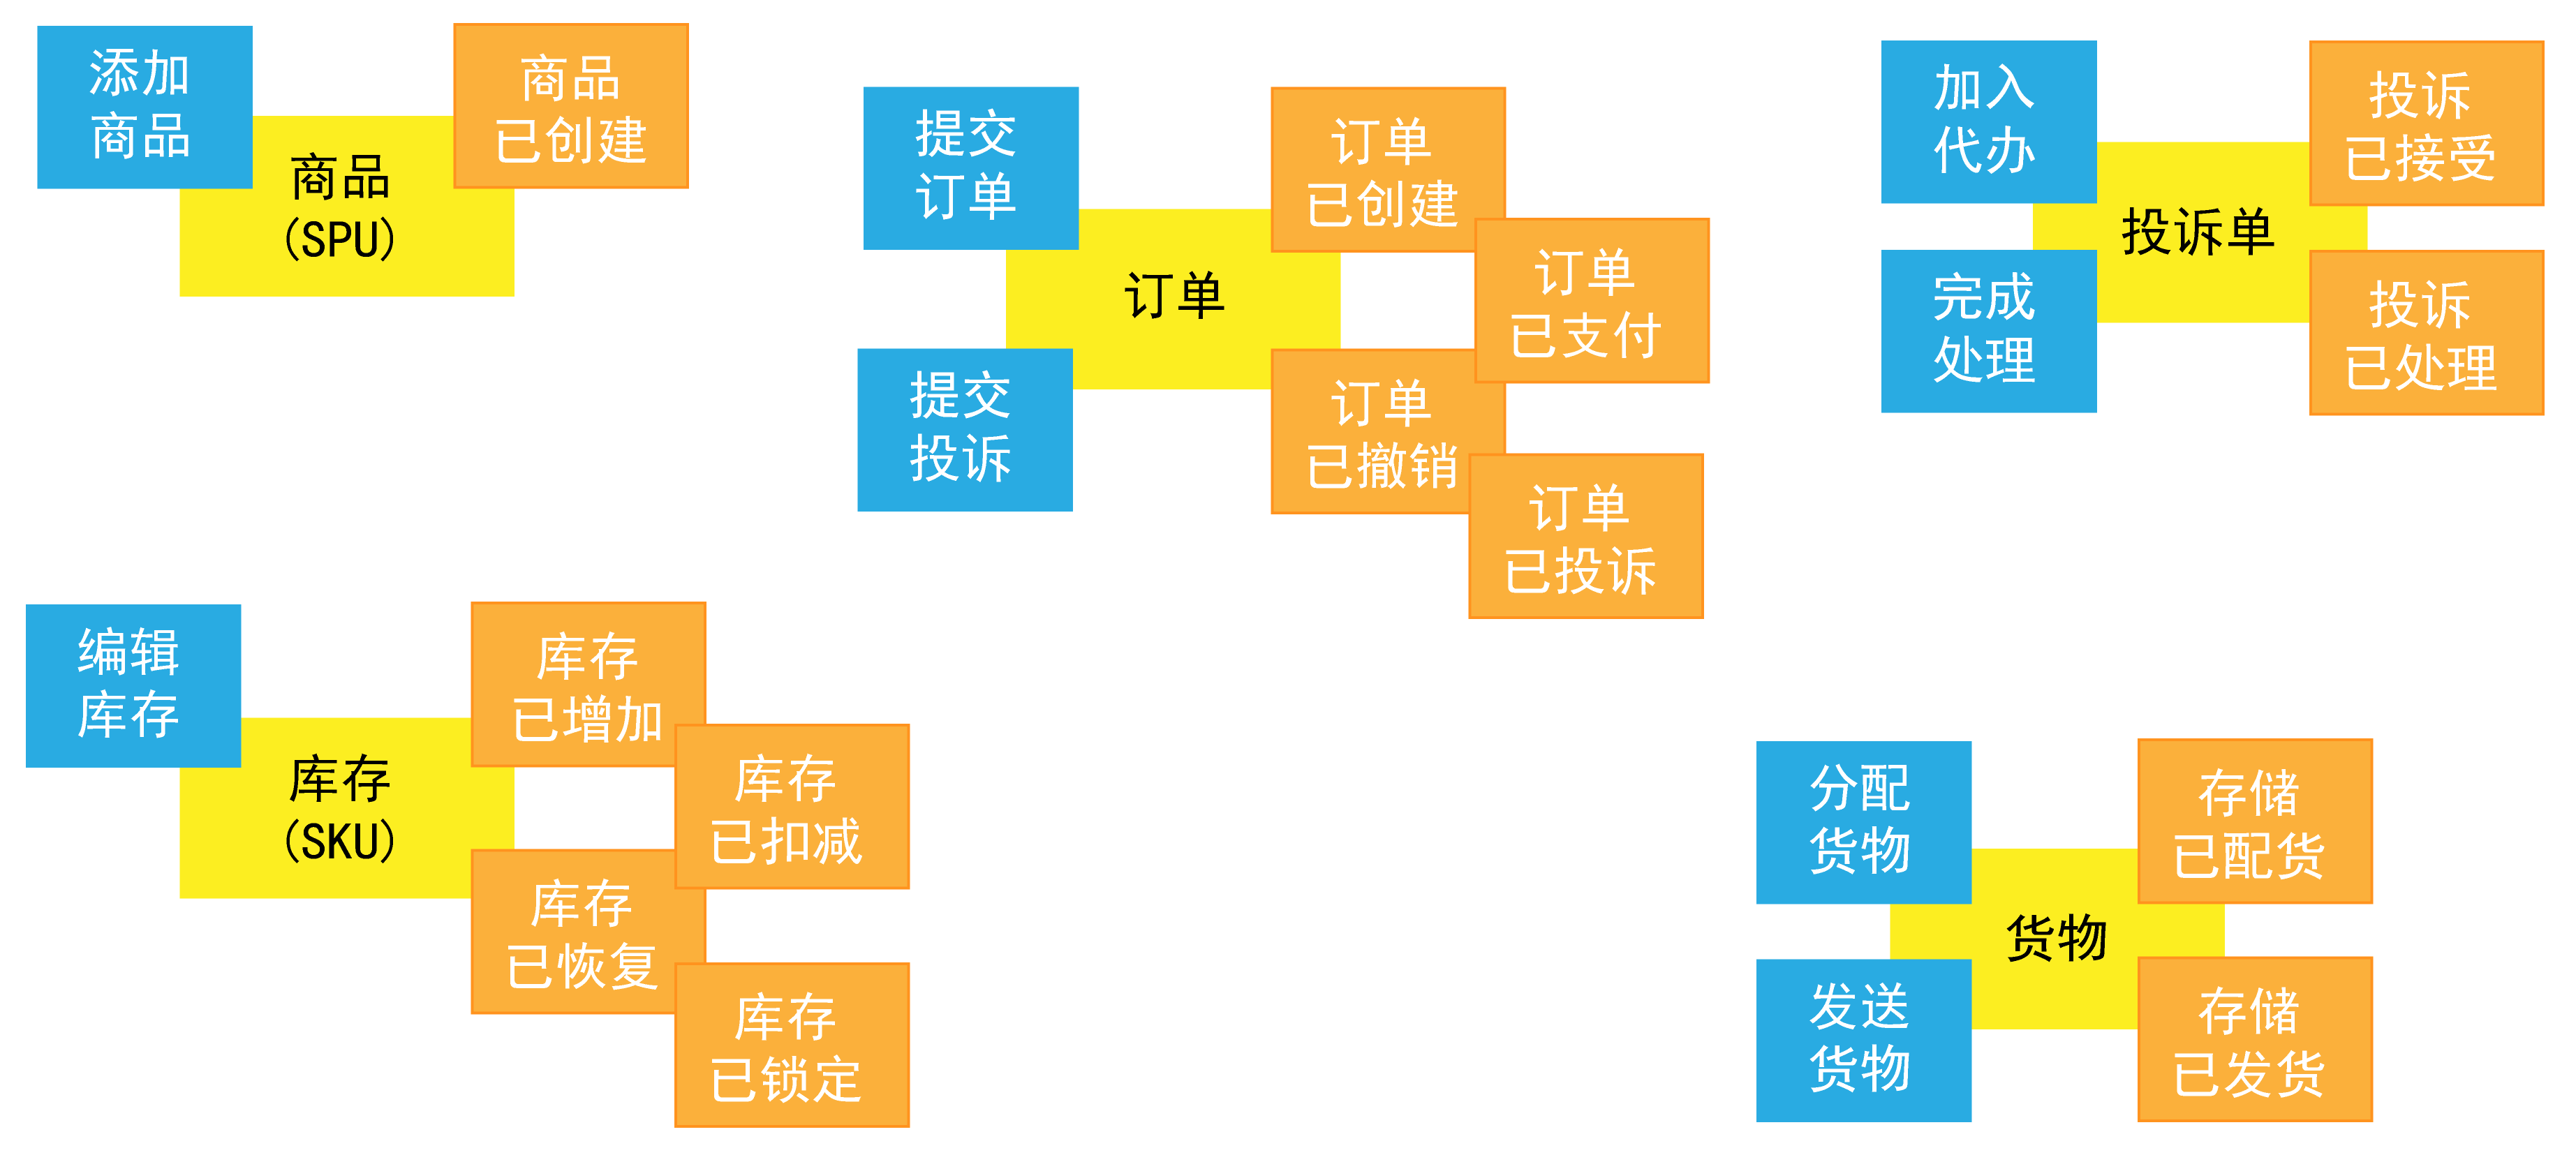 添加
商品
商品
(SPU)
商品
已创建
提交
订单
提交
投诉
订单
订单
已创建
订单
已支付
订单
已撤销
订单
已投诉
加入
代办
完成
处理
投诉单
投诉
已接受
投诉
已处理
编辑
库存
库存
(SKU)
库存
已增加
库存
已扣减
库存
已恢复
库存
已锁定
分配
货物
发送
货物
货物
存储
已配货
存储
已发货